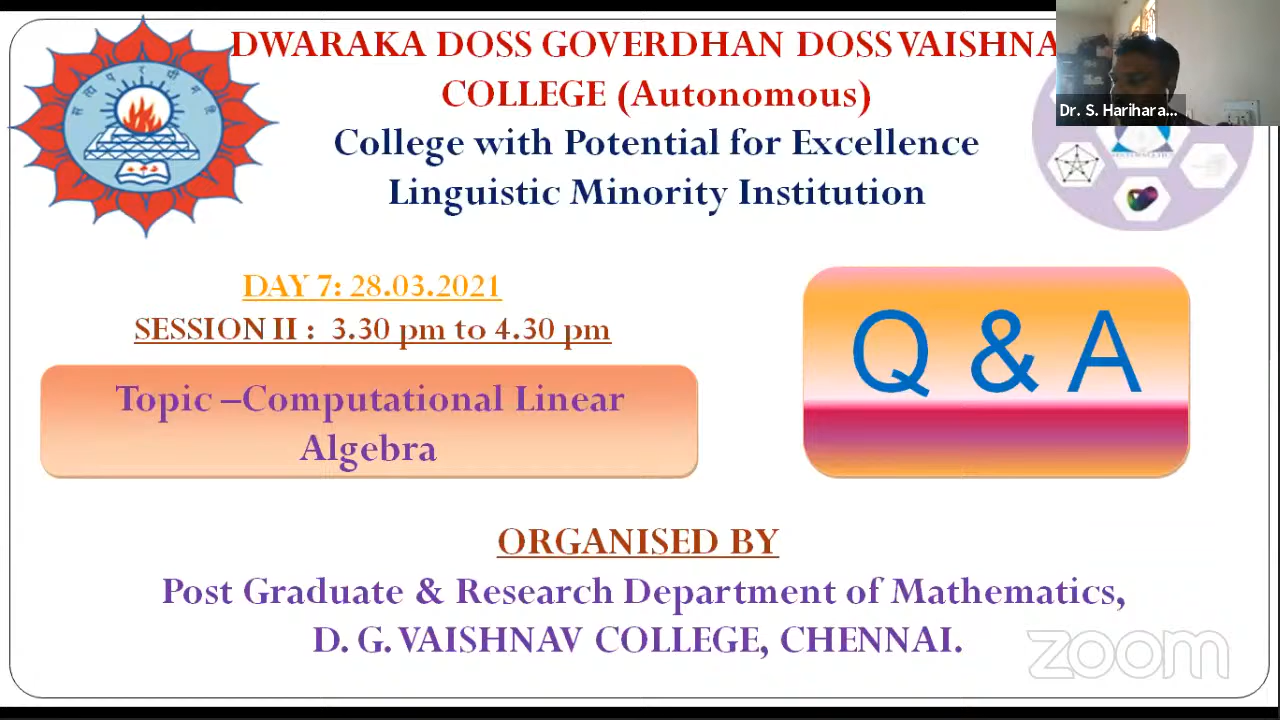 DWARAKA DOSS GOVERDHAN DOSS VAISHNA
COLLEGE (Autonomous)
College with Potential for Excellence
Linguistic Minority Institution
Dr. S. Harihara...
DAY 7: 28.03.2021
SESSION II : 3.30 pm to 4.30 pm
Topic –Computational Linear
Algebra
Q & A
ORGANISED BY
Post Graduate & Research Department of Mathematics,
D. G. VAISHNAV COLLEGE, CHENNAI.
zoom